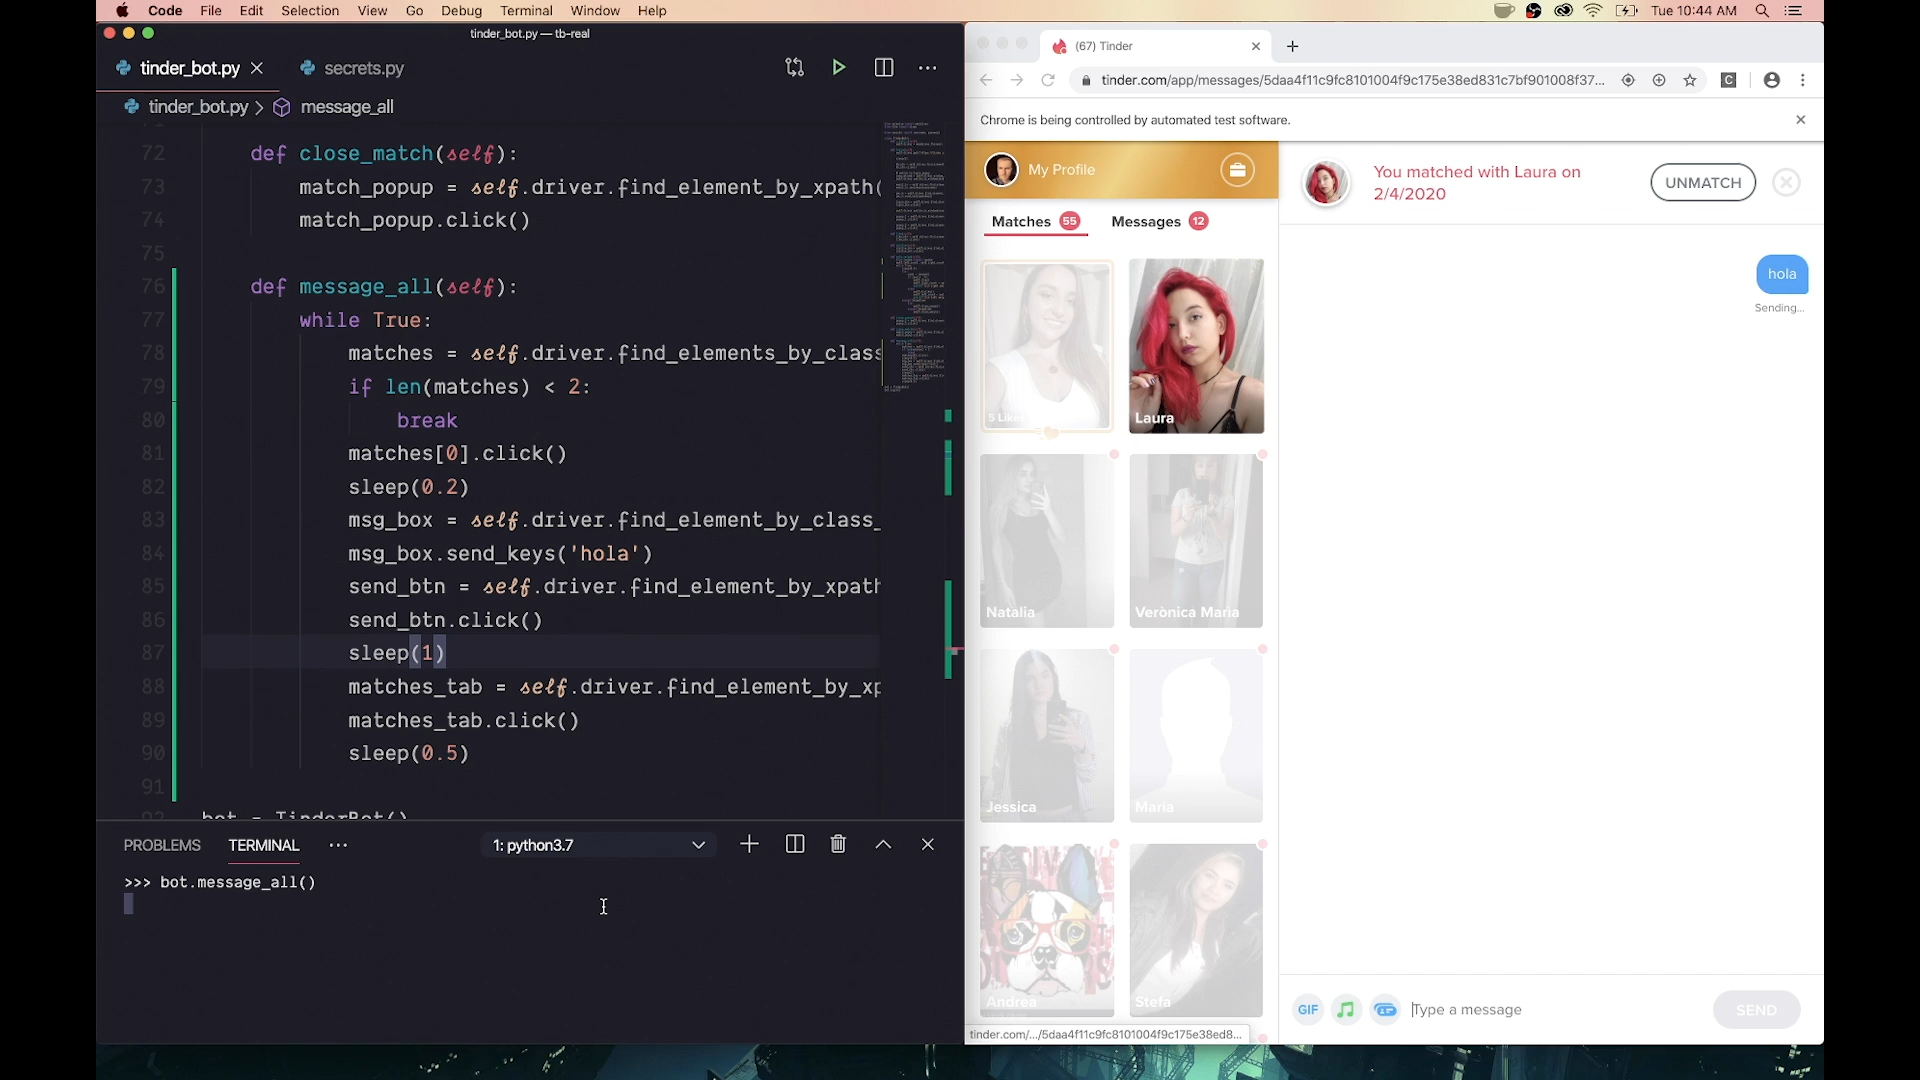 Code File Edit Selection View Go Debug Terminal Window Help
Tue 10:44 AM
tinder_bot.py — tb-real
tinder_bot.py
secrets.py
tinder_bot.py > message_all
72 def close_match(self):
73 match_popup = self.driver.find_element_by_xpath(
74 match_popup.click()
75
76 def message_all(self):
77 while True:
78 matches = self.driver.find_elements_by_class
79 if len(matches) < 2:
80 break
81 matches[0].click()
82 sleep(0.2)
83 msg_box = self.driver.find_element_by_class_
84 msg_box.send_keys('hola')
85 send_btn = self.driver.find_element_by_xpath
86 send_btn.click()
87 sleep(1)
88 matches_tab = self.driver.find_element_by_xp
89 matches_tab.click()
90 sleep(0.5)
91
92 bot = TinderBot()
PROBLEMS TERMINAL
1: python3.7
>>> bot.message_all()
(67) Tinder
tinder.com/app/messages/5daa4f11c9fc8101004f9c175e38ed831c7bf901008f37...
Chrome is being controlled by automated test software.
My Profile
Matches 55 Messages 12
Laura
Natalia
Verònica Maria
Jessica
Maria
Andrea
Stefa
tinder.com/.../5daa4f11c9fc8101004f9c175e38ed8...
You matched with Laura on
2/4/2020
UNMATCH
hola
Sending...
GIF
Type a message
SEND